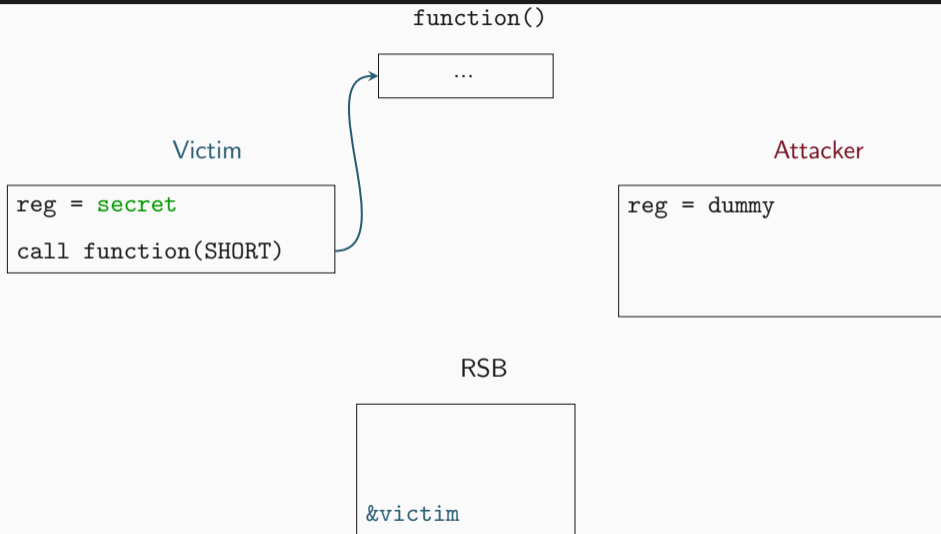 function()
...
Victim
Attacker
reg = secret
call function(SHORT)
reg = dummy
RSB
&victim